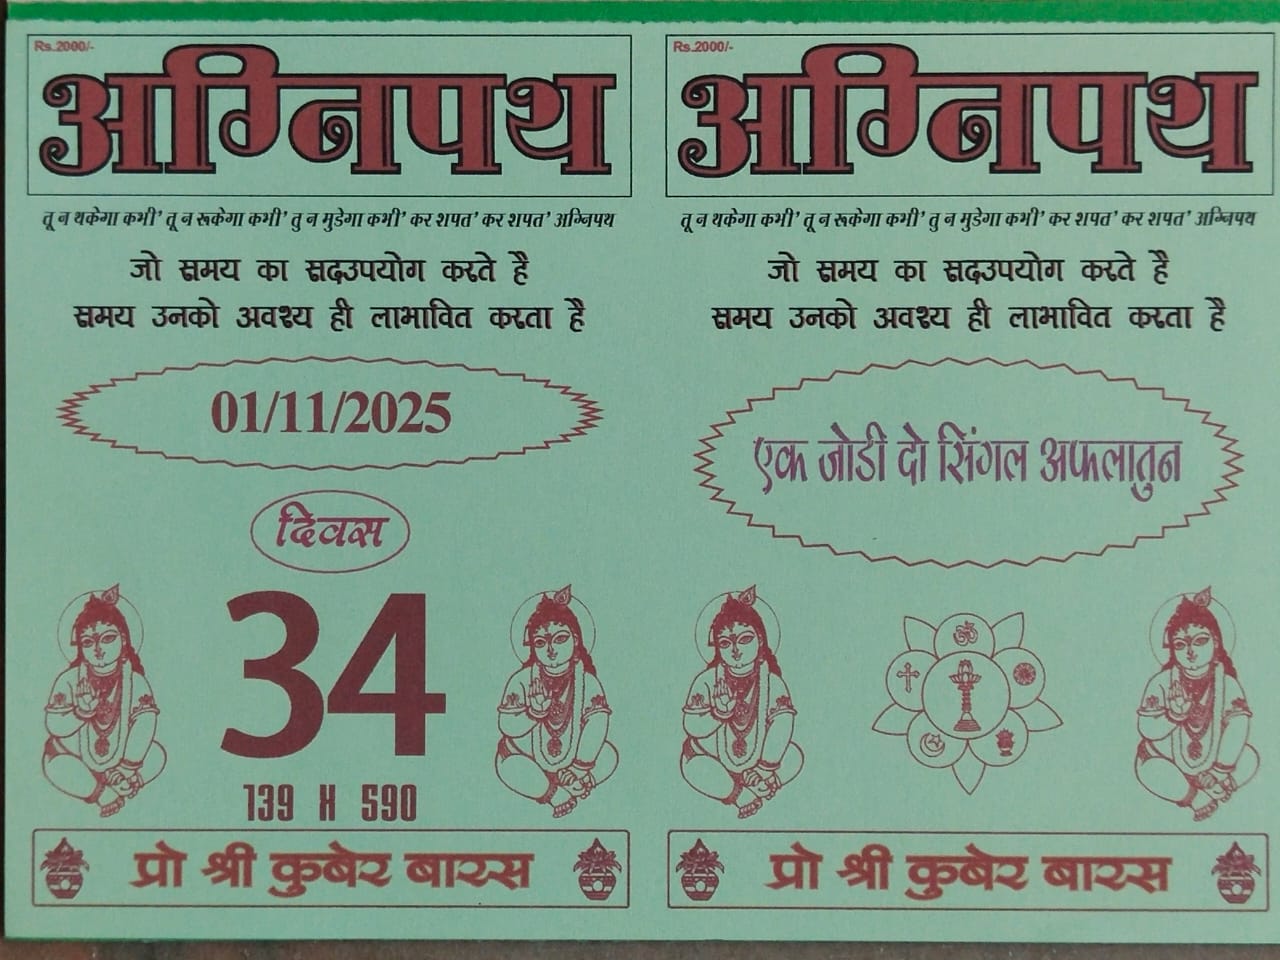 Rs.2000/-
अग्निपथ
तू न थकेगा कभी' तू न रूकेगा कभी' तु न मुडेगा कभी' कर शपत' कर शपत' अग्निपथ
जो समय का सदउपयोग करते है
समय उनको अवश्य ही लाभावित करता है
01/11/2025
दिवस
34
139 X 590
प्रो श्री कुबेर बारस
Rs.2000/-
अग्निपथ
तू न थकेगा कभी' तू न रूकेगा कभी' तु न मुडेगा कभी' कर शपत' कर शपत' अग्निपथ
जो समय का सदउपयोग करते है
समय उनको अवश्य ही लाभावित करता है
एक जोडी दो सिंगल अफलातुन
ॐ
प्रो श्री कुबेर बारस